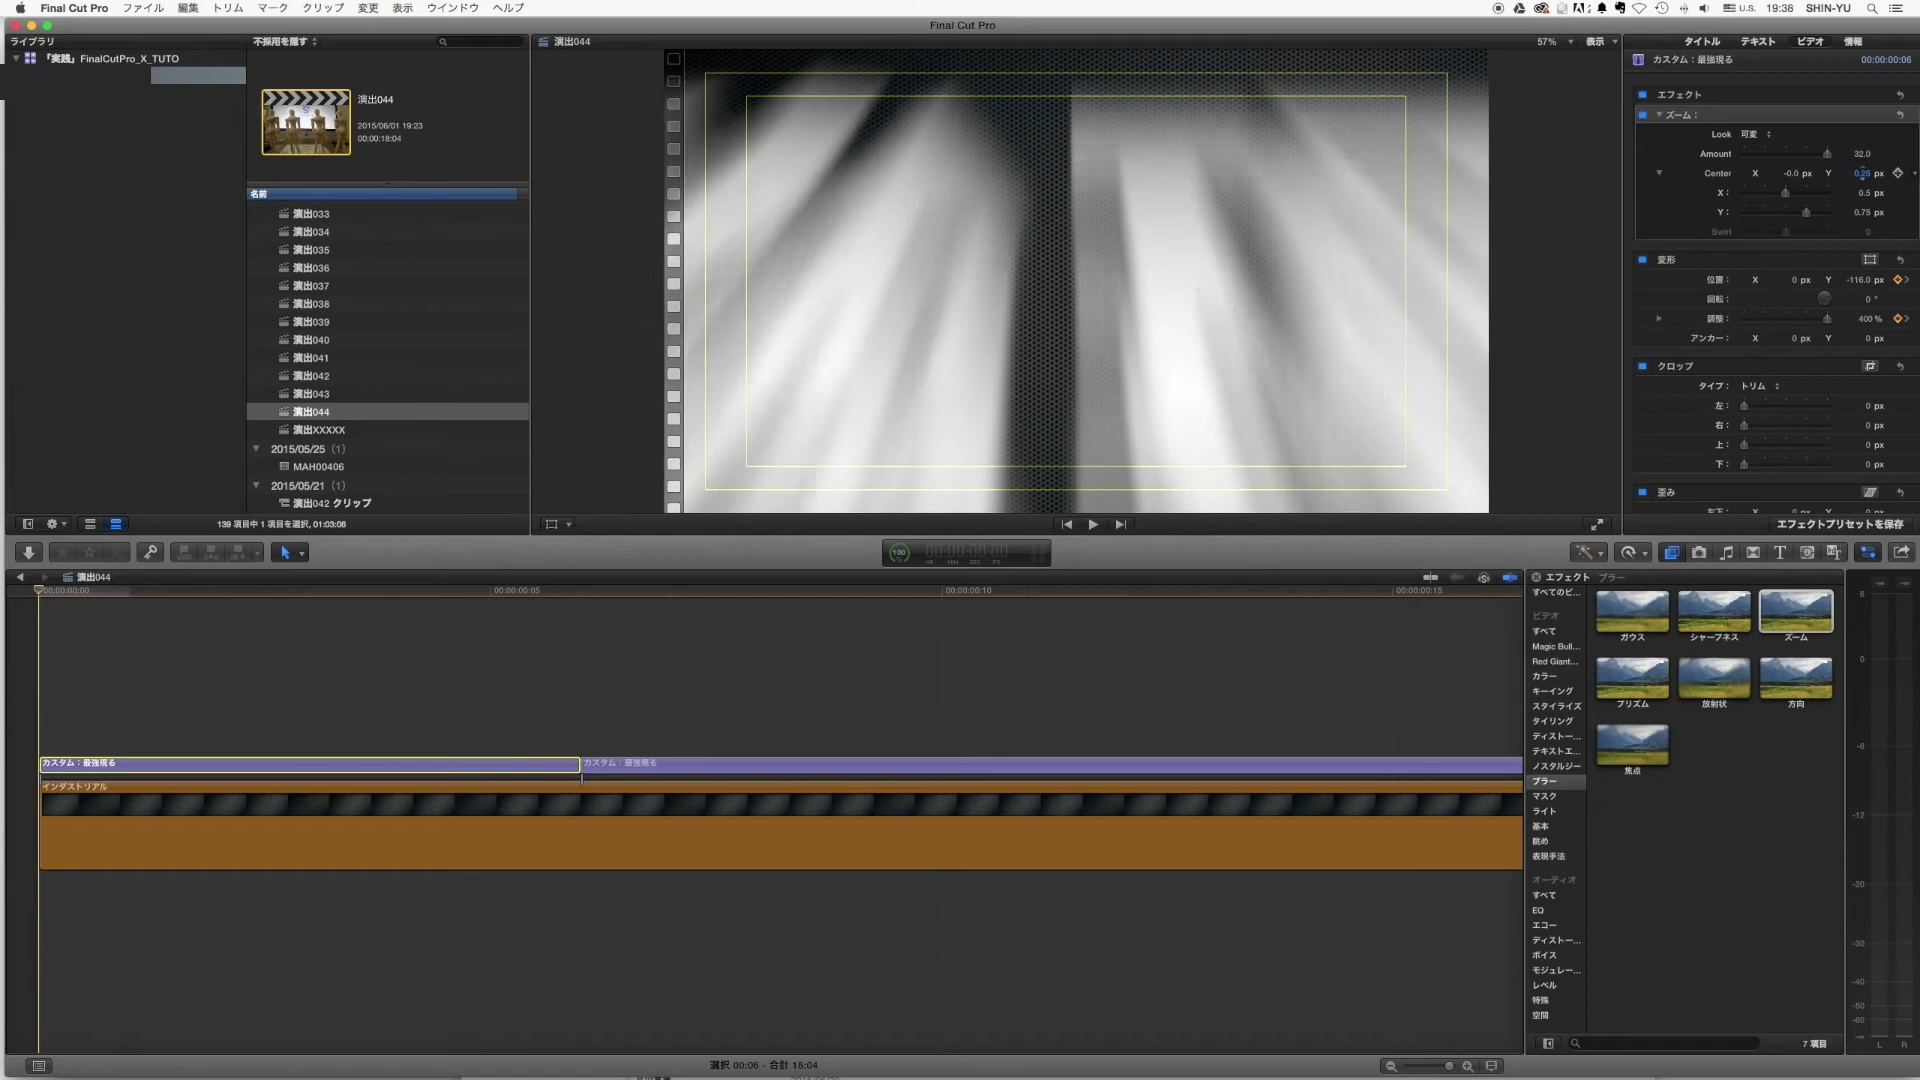 Final Cut Pro ファイル 編集 トリム マーク クリップ 変更 表示 ウインドウ ヘルプ
U.S. 19:38 SHIN-YU
Final Cut Pro
ライブラリ
「実践」FinalCutPro_X_TUTO
不採用を隠す
演出044
2015/06/01 19:23
00:00:18:04
名前
演出033
演出034
演出035
演出036
演出037
演出038
演出039
演出040
演出041
演出042
演出043
演出044
演出XXXXX
2015/05/25 (1)
MAH00406
2015/05/21 (1)
演出042 クリップ
139 項目中 1 項目を選択, 01:03:06
演出044
57% 表示
タイトル テキスト ビデオ 情報
カスタム：最強現る 00:00:00:06
エフェクト
ズーム：
Look 可変
Amount 32.0
Center X -0.0 px Y 0.25 px
X： 0.5 px
Y： 0.75 px
Swirl 0
変形
位置： X 0 px Y -116.0 px
回転： 0 °
調整： 400 %
アンカー： X 0 px Y 0 px
クロップ
タイプ： トリム
左： 0 px
右： 0 px
上： 0 px
下： 0 px
歪み
左下： X 0 px Y 0 px
エフェクトプリセットを保存
100 00:00:00:00
HR MIN SEC FR
演出044
00:00:00:00 00:00:00:05 00:00:00:10 00:00:00:15
カスタム：最強現る カスタム：最強現る
インダストリアル
エフェクト ブラー
すべてのビ...
ビデオ
すべて
Magic Bull...
Red Giant...
カラー
キーイング
スタイライズ
タイリング
ディストー...
テキストエ...
ノスタルジー
ブラー
マスク
ライト
基本
眺め
表現手法
オーディオ
すべて
EQ
エコー
ディストー...
ボイス
モジュレー...
レベル
特殊
空間
ガウス シャープネス ズーム
プリズム 放射状 方向
焦点
7 項目
6
0
-6
-12
-20
-30
-40
-50
-60
L R
選択 00:06 - 合計 18:04